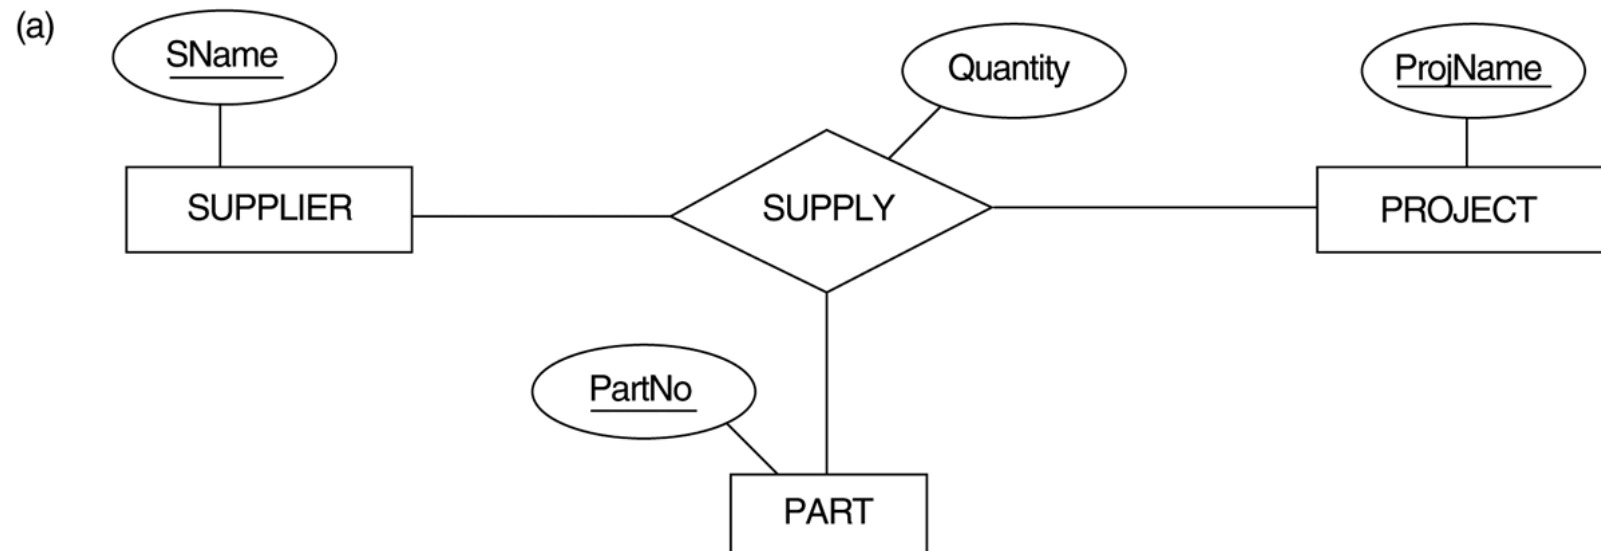 (a)
SName
Quantity
ProjName
SUPPLIER
SUPPLY
PROJECT
PartNo
PART